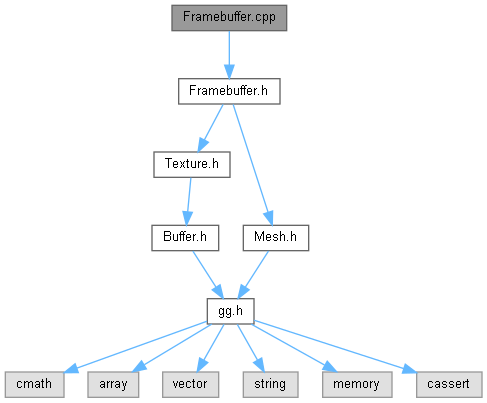 Framebuffer.cpp
Framebuffer.h
Texture.h
Buffer.h
Mesh.h
gg.h
cmath
array
vector
string
memory
cassert